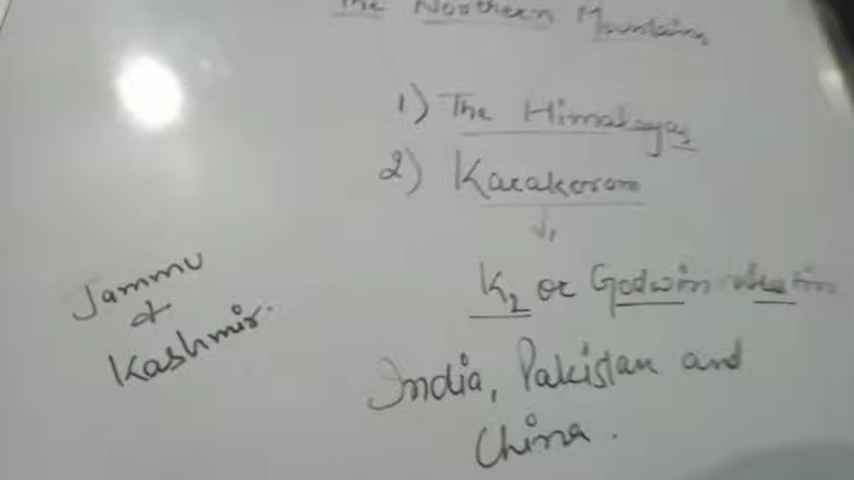 The Northern Mountains
1) The Himalayas
2) Karakoram
K2 or Godwin
India, Pakistan and
China.
Jammu
&
Kashmir.